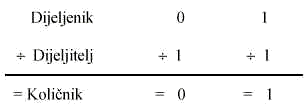 Dijeljenik 0 1
÷ Dijeljitelj ÷ 1 ÷ 1
= Količnik = 0 = 1